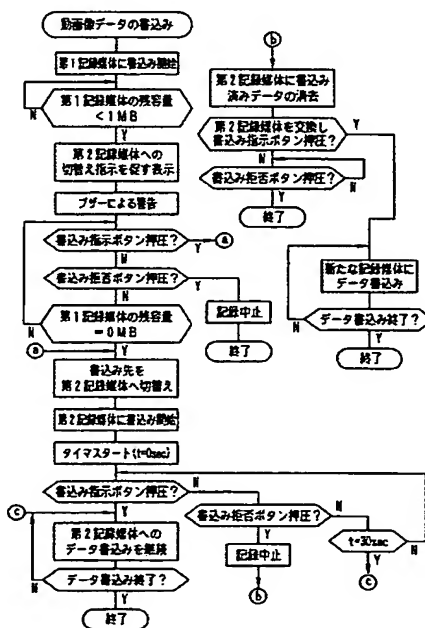 動画像データの書込み
第1記録媒体に書込み開始
第1記録媒体の残容量
<1MB
N
Y
第2記録媒体への
切替え指示を促す表示
ブザーによる警告
書込み指示ボタン押圧?
Y
a
N
書込み拒否ボタン押圧?
Y
N
記録中止
終了
第1記録媒体の残容量
=0MB
N
Y
a
書込み先を
第2記録媒体へ切替え
第2記録媒体に書込み開始
タイマスタート(t=0sec)
書込み指示ボタン押圧?
N
Y
c
第2記録媒体への
データ書込みを継続
データ書込み終了?
N
Y
終了
書込み拒否ボタン押圧?
N
Y
記録中止
b
t=30sec
N
Y
c
b
第2記録媒体に書込み
済みデータの消去
第2記録媒体を交換し
書込み指示ボタン押圧?
Y
N
書込み拒否ボタン押圧?
N
Y
終了
新たな記録媒体に
データ書込み
データ書込み終了?
N
Y
終了